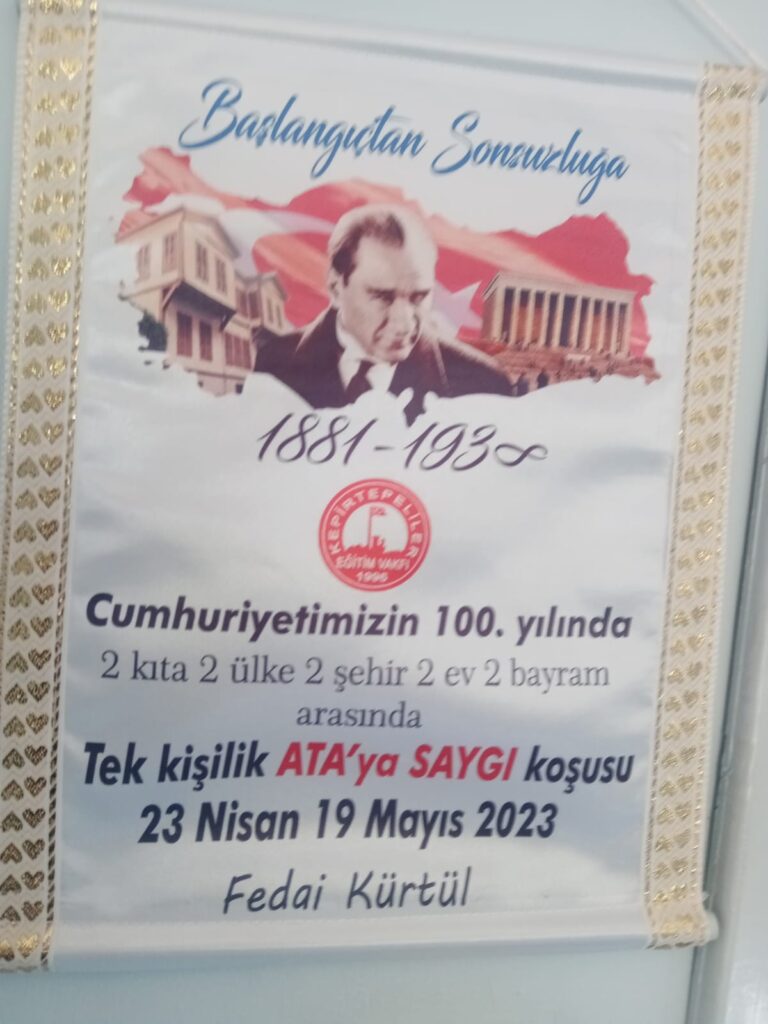 Başlangıçtan Sonsuzluğa
1881-193∞
KEPİRTEPELİLER
EĞİTİM VAKFI
1996
Cumhuriyetimizin 100. yılında
2 kıta 2 ülke 2 şehir 2 ev 2 bayram
arasında
Tek kişilik ATA'ya SAYGI koşusu
23 Nisan 19 Mayıs 2023
Fedai Kürtül